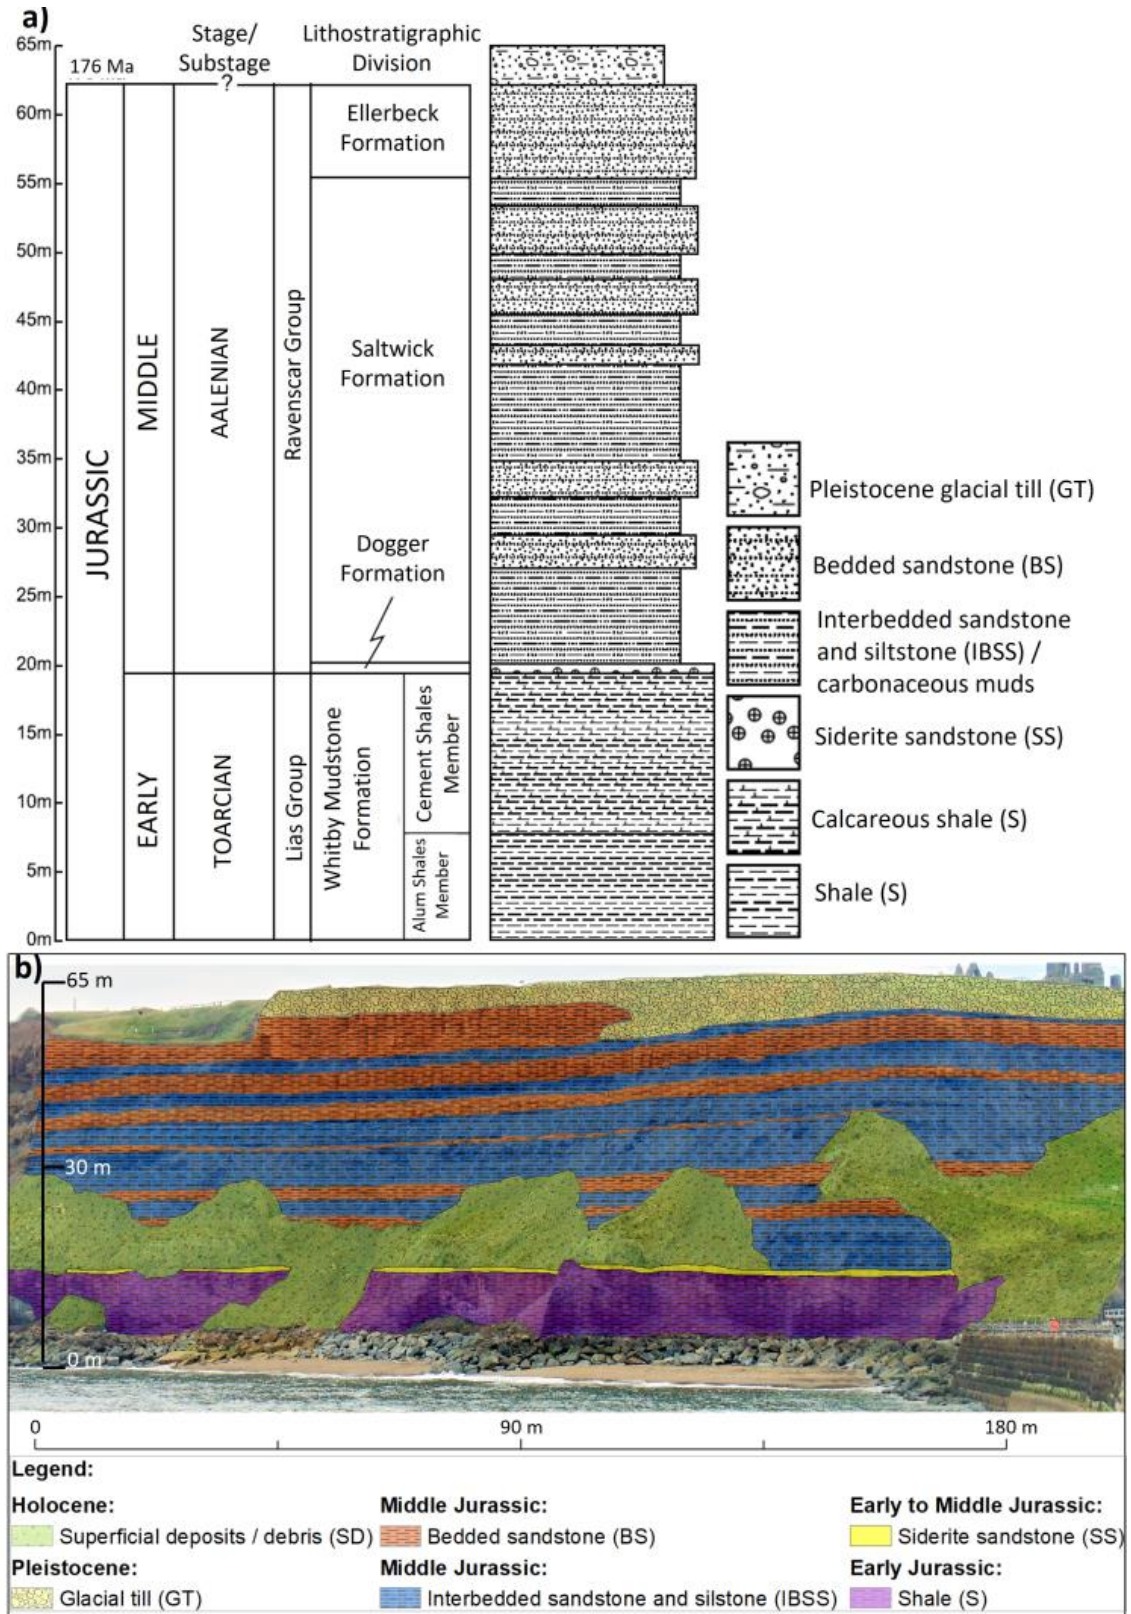 a)
Stage/
Substage
Lithostratigraphic
Division
65m
60m
55m
50m
45m
40m
35m
30m
25m
20m
15m
10m
5m
0m
176 Ma
?
JURASSIC
MIDDLE
EARLY
AALENIAN
TOARCIAN
Ravenscar Group
Lias Group
Ellerbeck
Formation
Saltwick
Formation
Dogger
Formation
Whitby Mudstone
Formation
Cement Shales
Member
Alum Shales
Member
Pleistocene glacial till (GT)
Bedded sandstone (BS)
Interbedded sandstone
and siltstone (IBSS) /
carbonaceous muds
Siderite sandstone (SS)
Calcareous shale (S)
Shale (S)
b)
65 m
30 m
0 m
0
90 m
180 m
Legend:
Holocene:
Superficial deposits / debris (SD)
Pleistocene:
Glacial till (GT)
Middle Jurassic:
Bedded sandstone (BS)
Middle Jurassic:
Interbedded sandstone and silstone (IBSS)
Early to Middle Jurassic:
Siderite sandstone (SS)
Early Jurassic:
Shale (S)